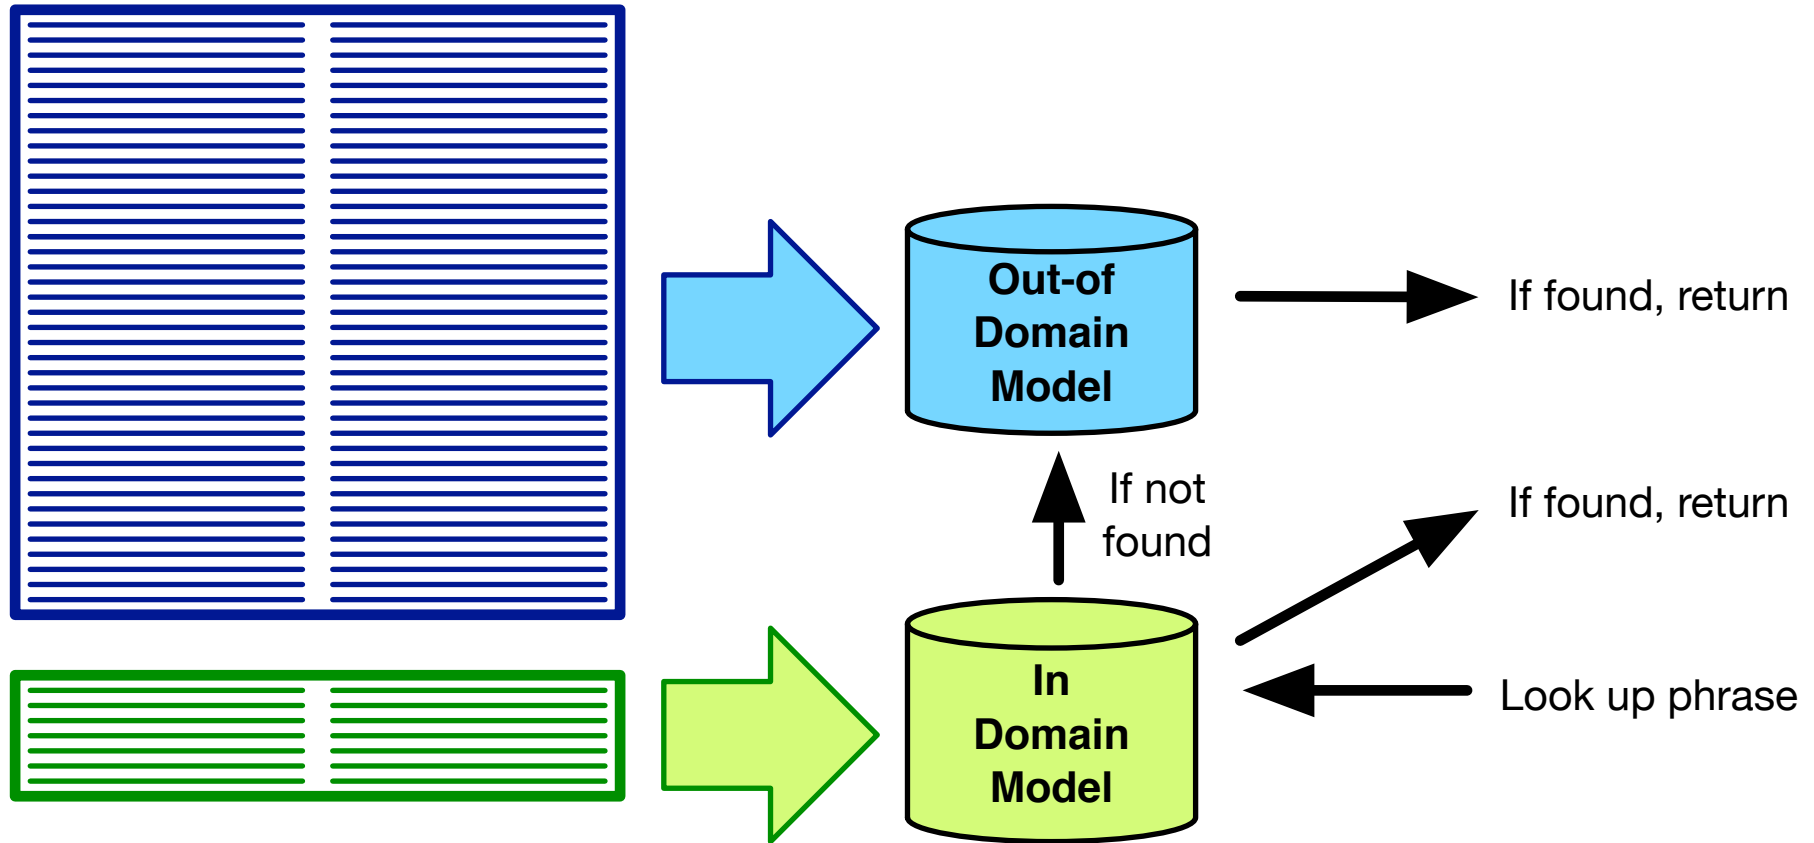 Out-of
Domain
Model
If found, return
If not
found
If found, return
In
Domain
Model
Look up phrase